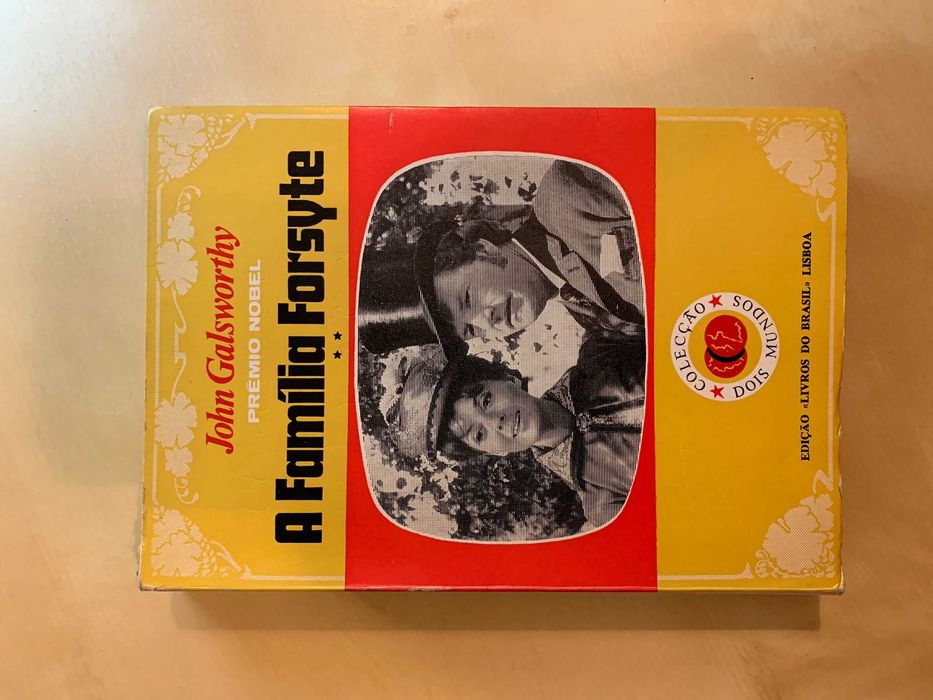 John Galsworthy
PRÉMIO NOBEL
A Família Forsyte
★★
COLECÇÃO
DOIS MUNDOS
EDIÇÃO «LIVROS DO BRASIL» LISBOA